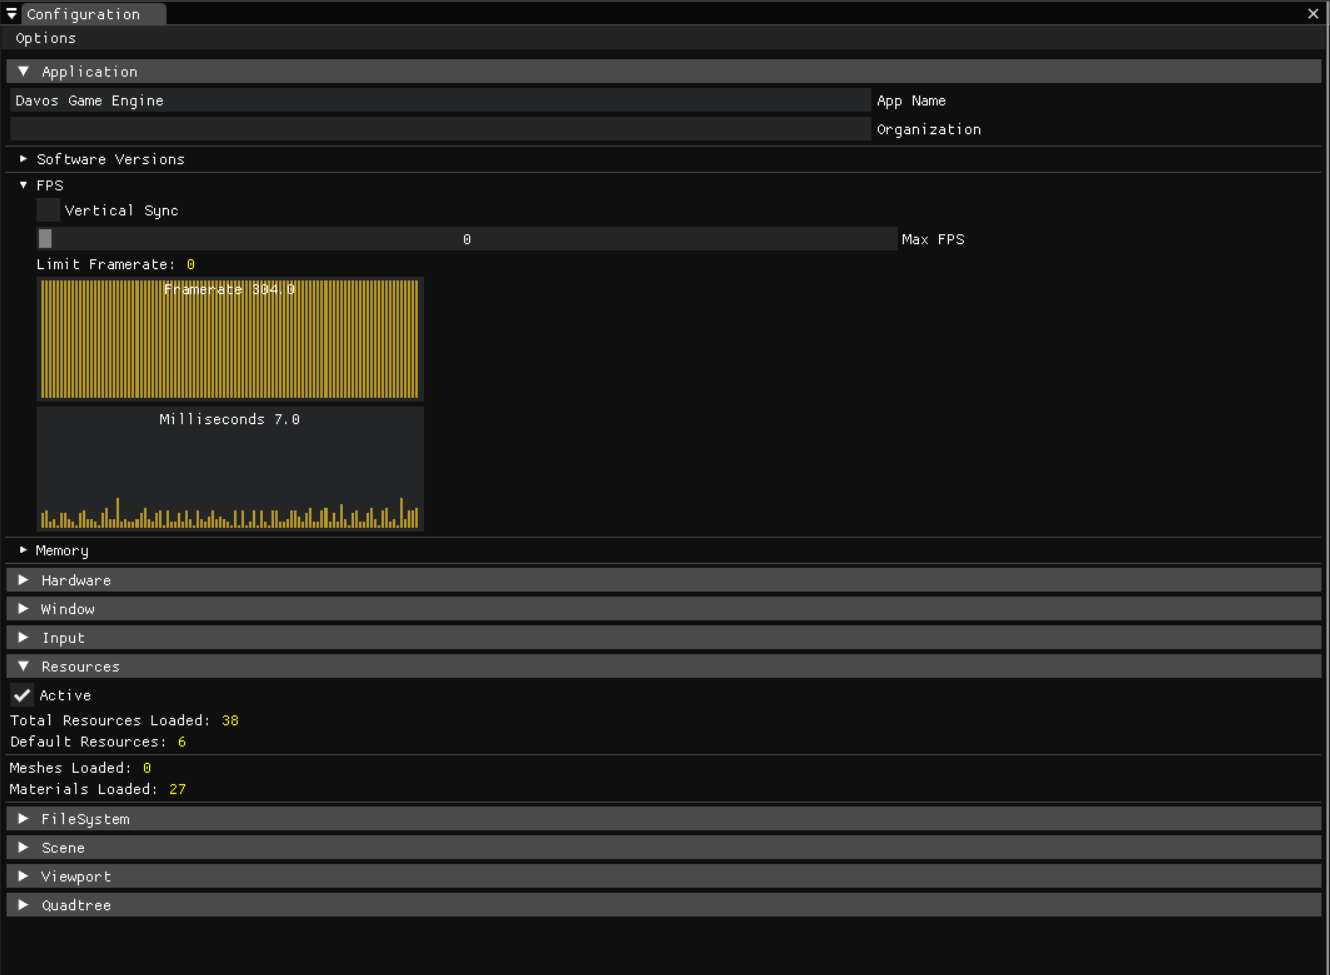 Configuration
Options
Application
Davos Game Engine App Name
Organization
Software Versions
FPS
Vertical Sync
0 Max FPS
Limit Framerate: 0
Framerate 304.0
Milliseconds 7.0
Memory
Hardware
Window
Input
Resources
Active
Total Resources Loaded: 38
Default Resources: 6
Meshes Loaded: 0
Materials Loaded: 27
FileSystem
Scene
Viewport
Quadtree